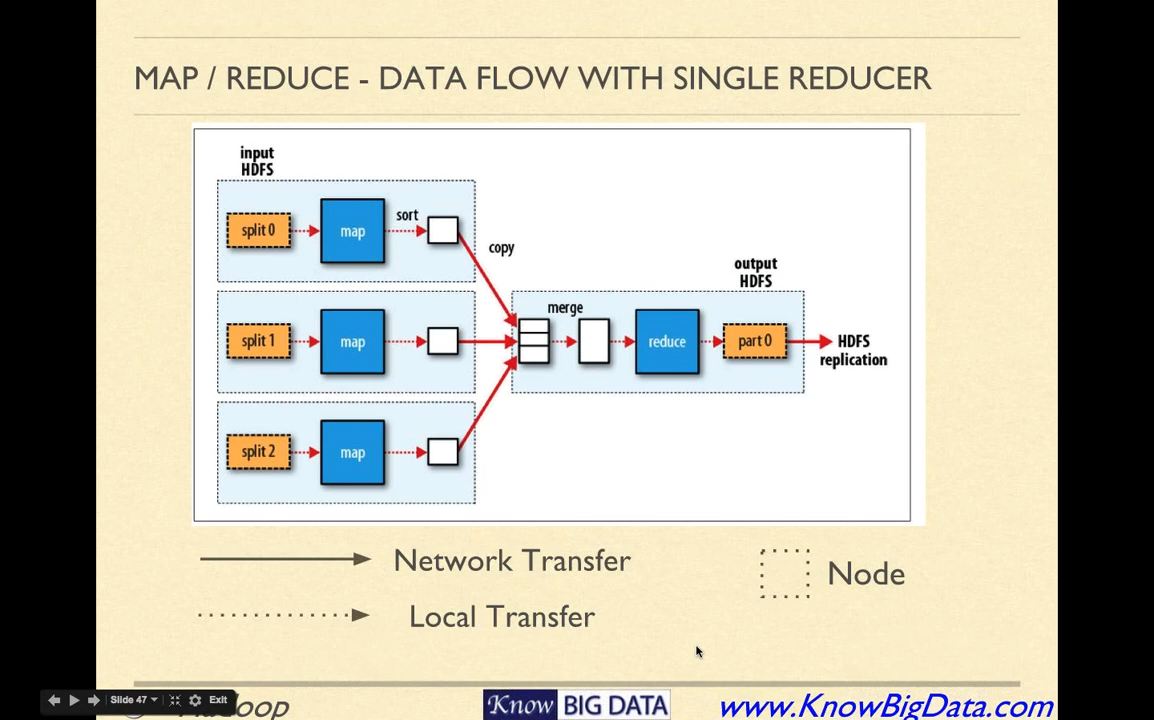 MAP / REDUCE - DATA FLOW WITH SINGLE REDUCER
input
HDFS
split 0
map
sort
copy
split 1
map
split 2
map
merge
reduce
output
HDFS
part 0
HDFS
replication
Network Transfer
Local Transfer
Node
Slide 47
Exit
Hadoop
Know BIG DATA
www.KnowBigData.com